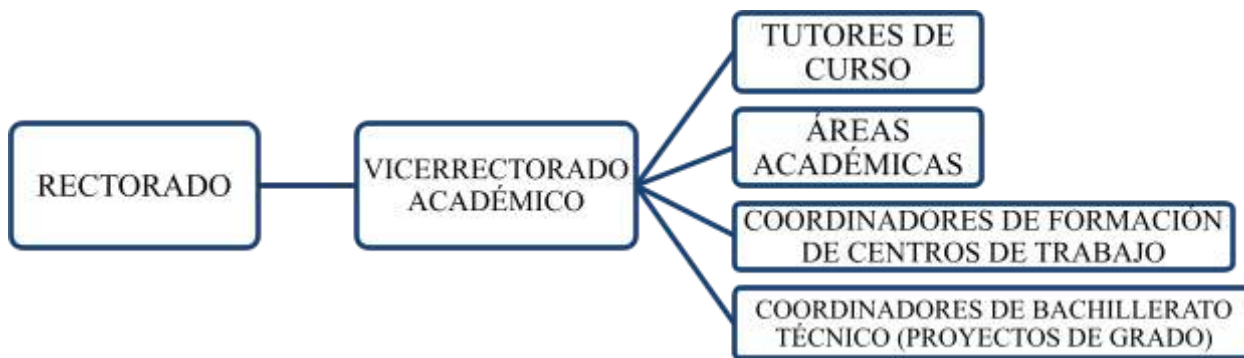 RECTORADO
VICERRECTORADO
ACADÉMICO
TUTORES DE
CURSO
ÁREAS
ACADÉMICAS
COORDINADORES DE FORMACIÓN
DE CENTROS DE TRABAJO
COORDINADORES DE BACHILLERATO
TÉCNICO (PROYECTOS DE GRADO)